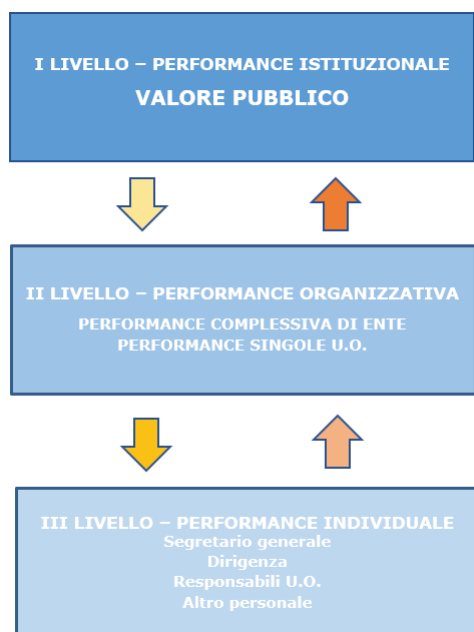 I LIVELLO – PERFORMANCE ISTITUZIONALE
VALORE PUBBLICO
II LIVELLO – PERFORMANCE ORGANIZZATIVA
PERFORMANCE COMPLESSIVA DI ENTE
PERFORMANCE SINGOLE U.O.
III LIVELLO – PERFORMANCE INDIVIDUALE
Segretario generale
Dirigenza
Responsabili U.O.
Altro personale